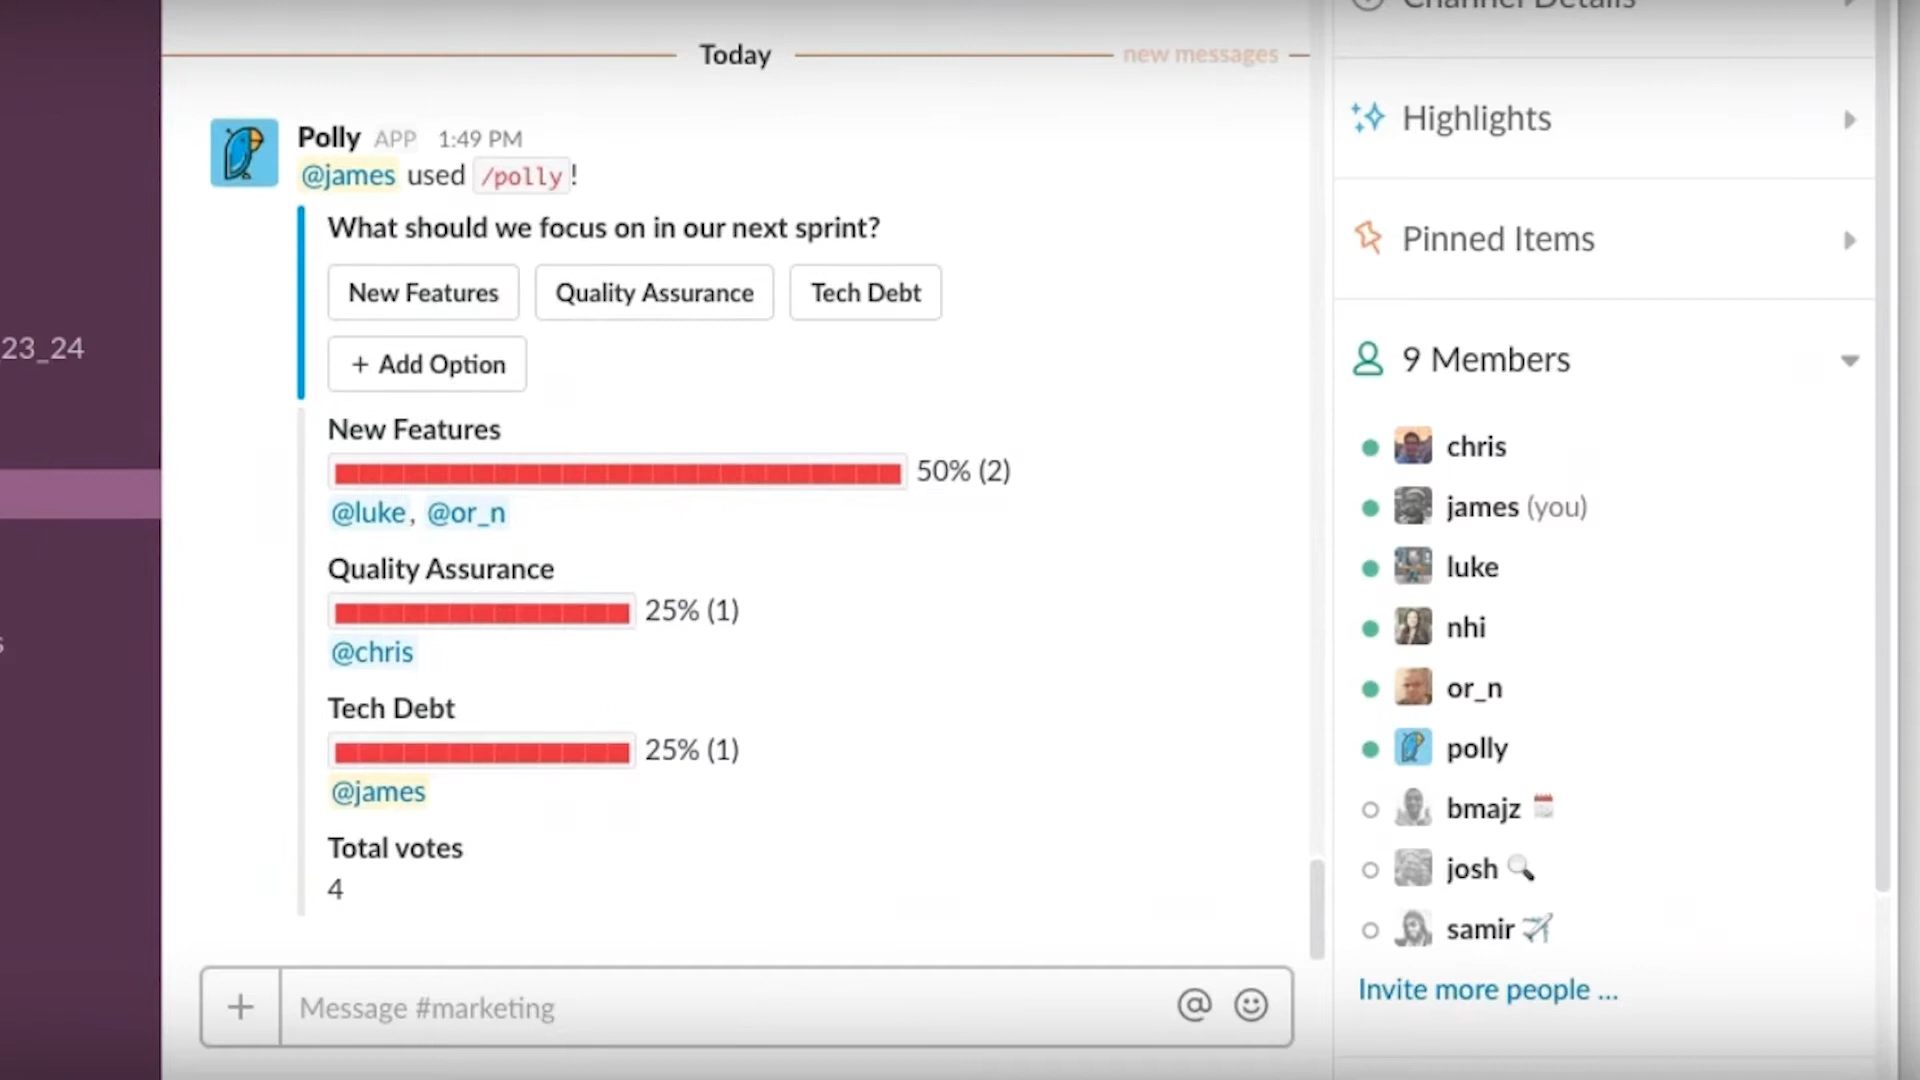 Channel Details
Today
new messages
Polly APP 1:49 PM
@james used /polly!
What should we focus on in our next sprint?
New Features
Quality Assurance
Tech Debt
+ Add Option
New Features
50% (2)
@luke, @or_n
Quality Assurance
25% (1)
@chris
Tech Debt
25% (1)
@james
Total votes
4
Message #marketing
23_24
Highlights
Pinned Items
9 Members
chris
james (you)
luke
nhi
or_n
polly
bmajz
josh
samir
Invite more people ...